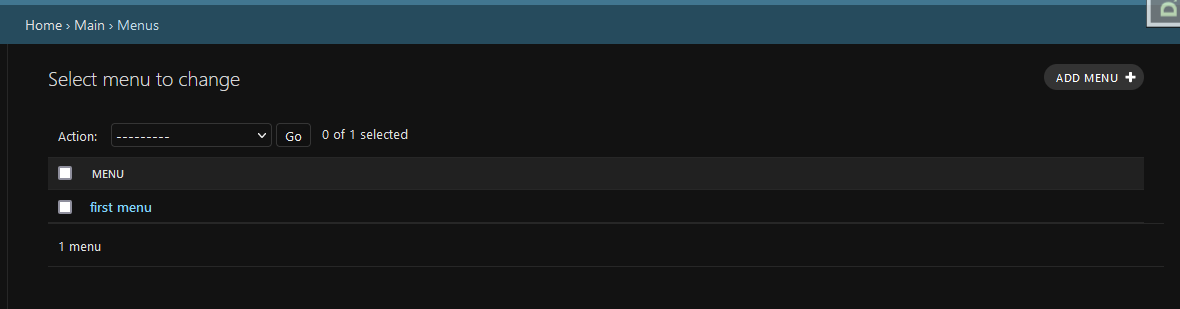 Home › Main › Menus
Select menu to change
ADD MENU +
Action: --------- Go 0 of 1 selected
MENU
first menu
1 menu